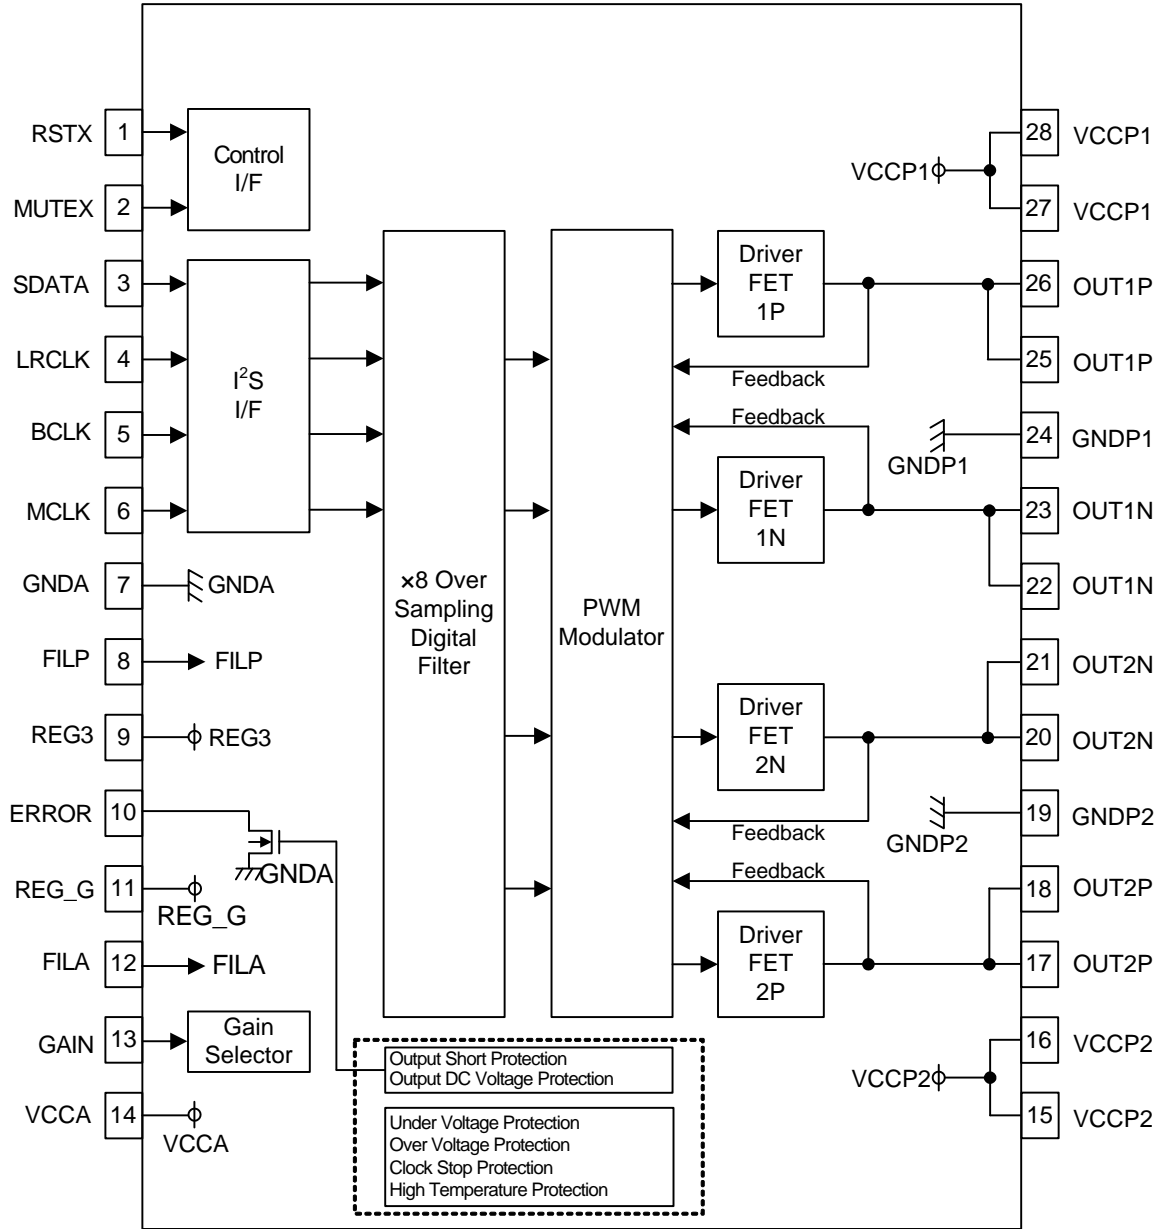 RSTX
1
MUTEX
2
SDATA
3
LRCLK
4
BCLK
5
MCLK
6
GNDA
7
GNDA
FILP
8
FILP
REG3
9
REG3
ERROR
10
GNDA
REG_G
11
REG_G
FILA
12
FILA
GAIN
13
VCCA
14
VCCA
Control
I/F
I²S
I/F
Gain
Selector
×8 Over
Sampling
Digital
Filter
PWM
Modulator
Driver
FET
1P
Feedback
Feedback
Driver
FET
1N
Driver
FET
2N
Feedback
Feedback
Driver
FET
2P
Output Short Protection
Output DC Voltage Protection
Under Voltage Protection
Over Voltage Protection
Clock Stop Protection
High Temperature Protection
VCCP1
28
VCCP1
27
VCCP1
26
OUT1P
25
OUT1P
GNDP1
24
GNDP1
23
OUT1N
22
OUT1N
21
OUT2N
20
OUT2N
GNDP2
19
GNDP2
18
OUT2P
17
OUT2P
VCCP2
16
VCCP2
15
VCCP2